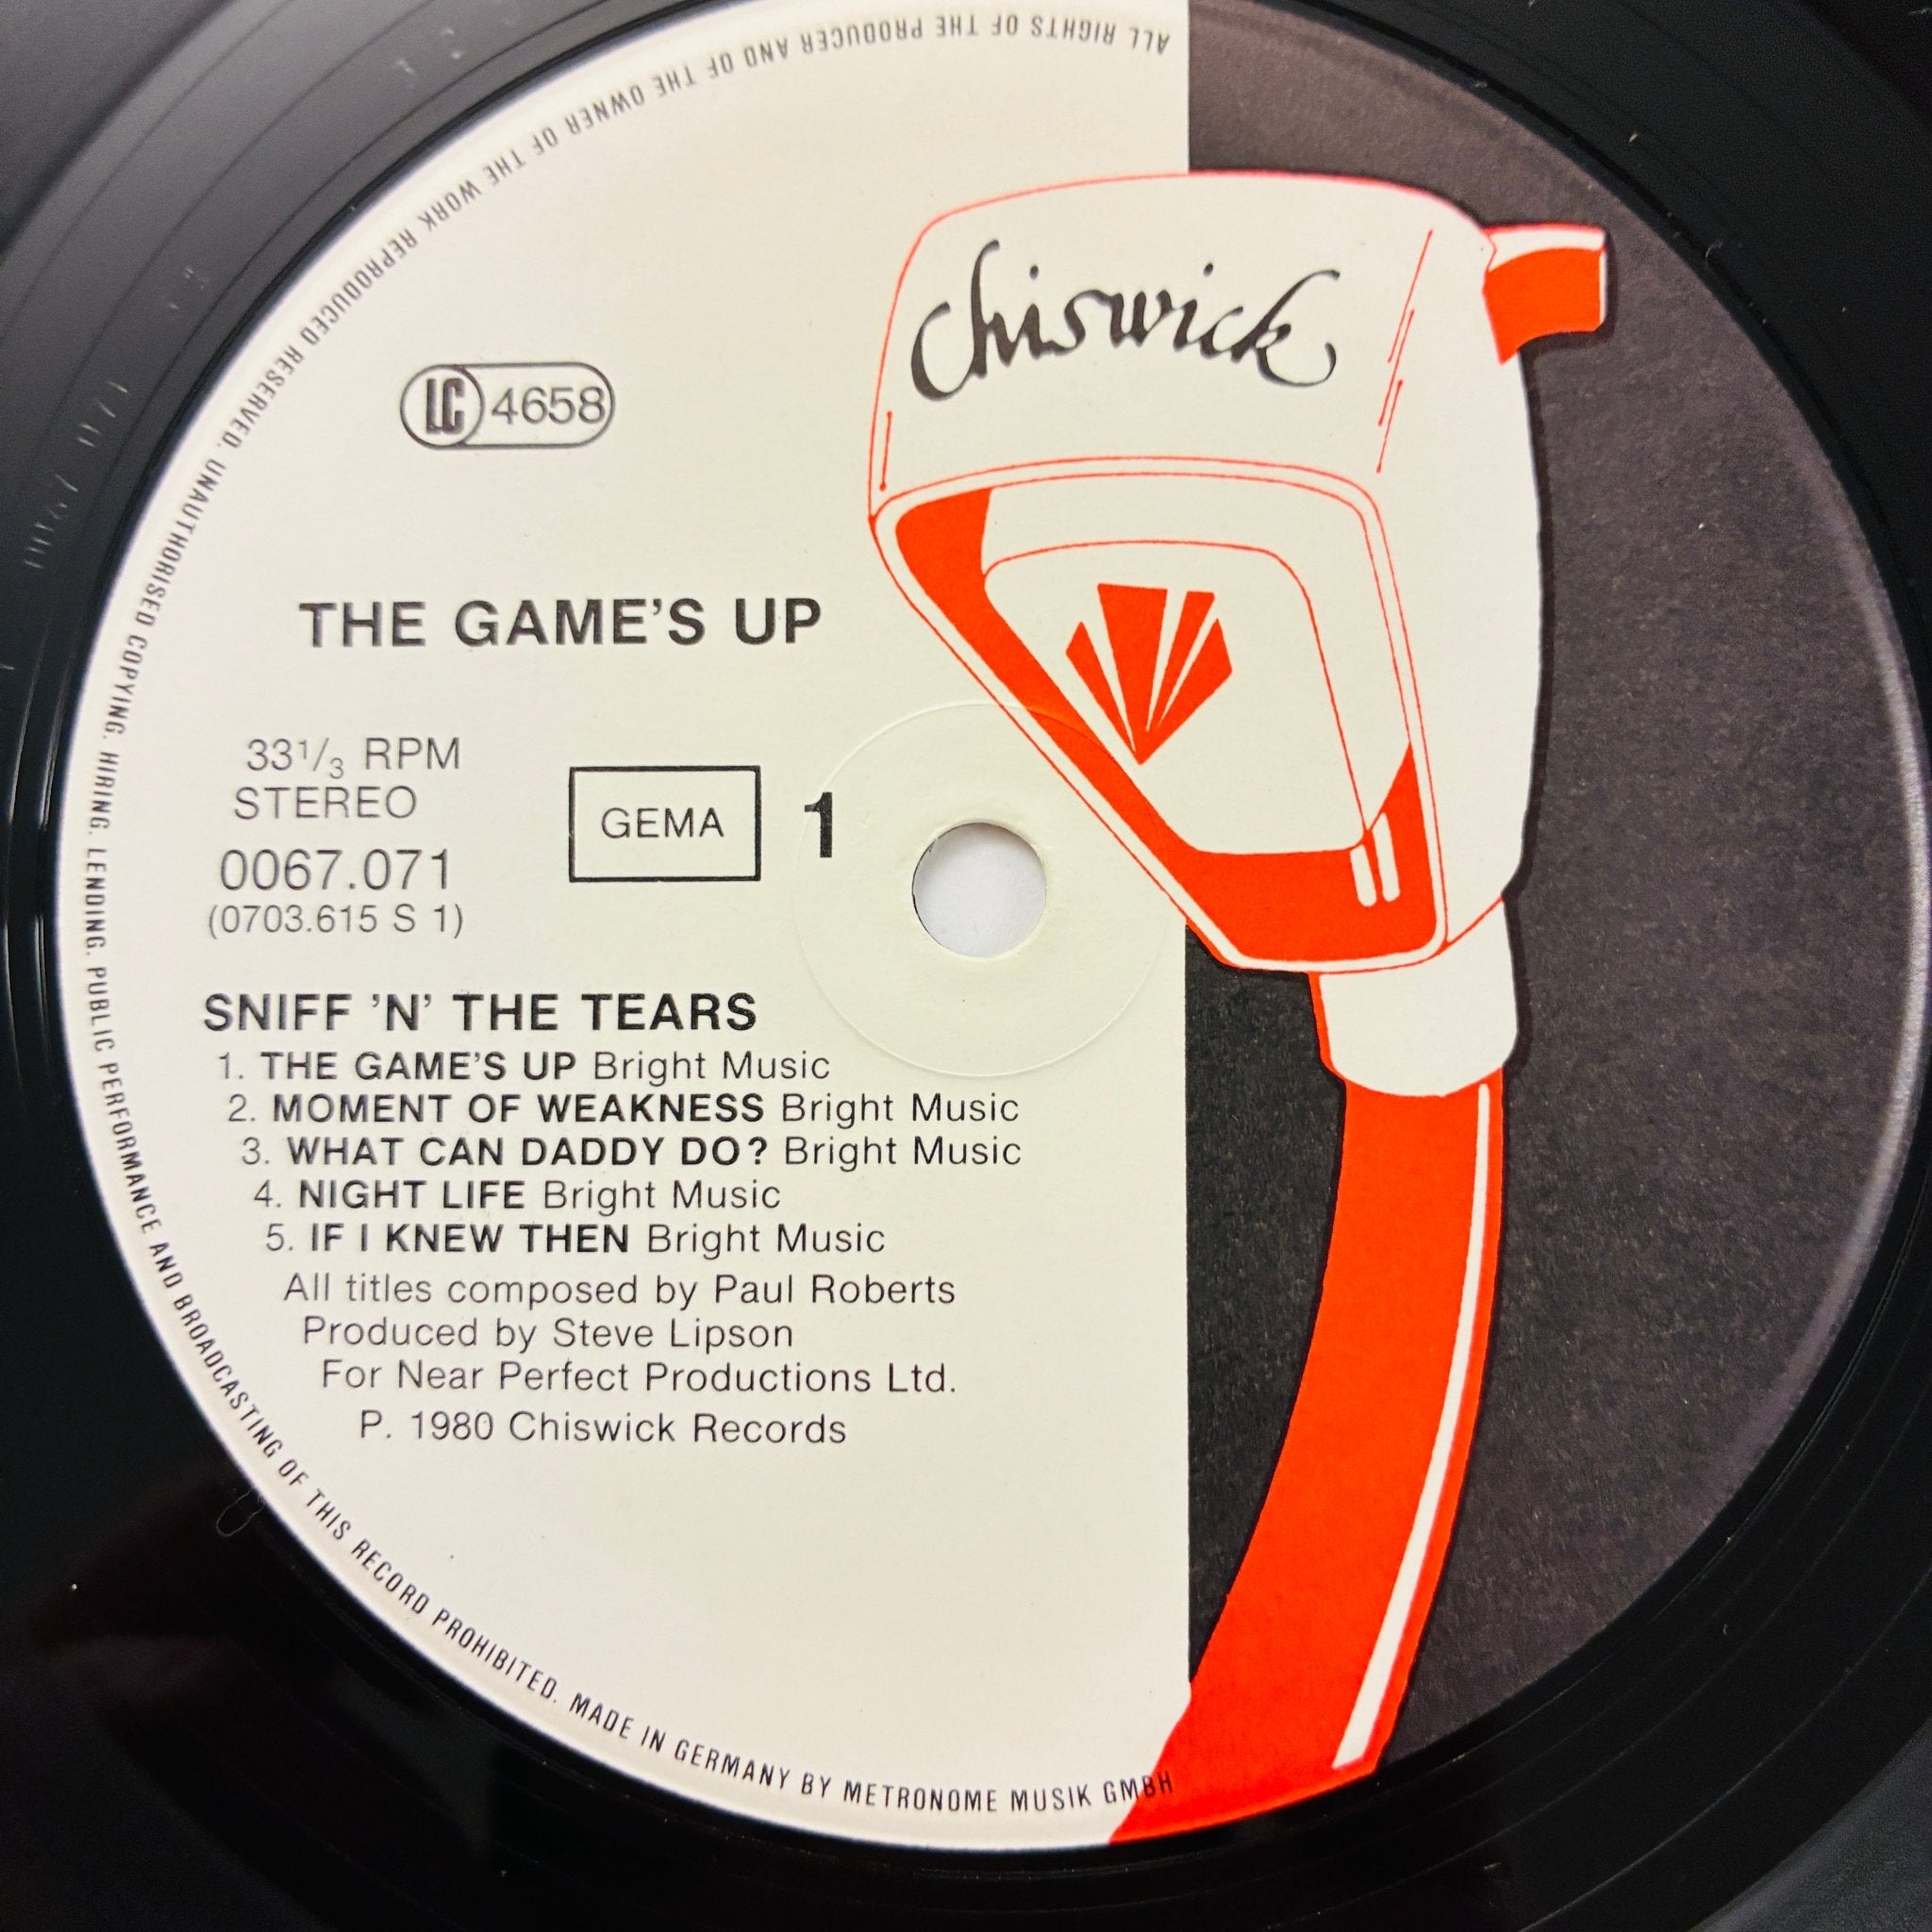 ALL RIGHTS OF THE PRODUCER AND OF THE OWNER OF THE WORK REPRODUCED RESERVED. UNAUTHORISED COPYING. HIRING. LENDING. PUBLIC PERFORMANCE AND BROADCASTING OF THIS RECORD PROHIBITED. MADE IN GERMANY BY METRONOME MUSIK GMBH
Chiswick
LC 4658
THE GAME'S UP
33 1/3 RPM
STEREO
GEMA
1
0067.071
(0703.615 S 1)
SNIFF 'N' THE TEARS
1. THE GAME'S UP Bright Music
2. MOMENT OF WEAKNESS Bright Music
3. WHAT CAN DADDY DO? Bright Music
4. NIGHT LIFE Bright Music
5. IF I KNEW THEN Bright Music
All titles composed by Paul Roberts
Produced by Steve Lipson
For Near Perfect Productions Ltd.
P. 1980 Chiswick Records